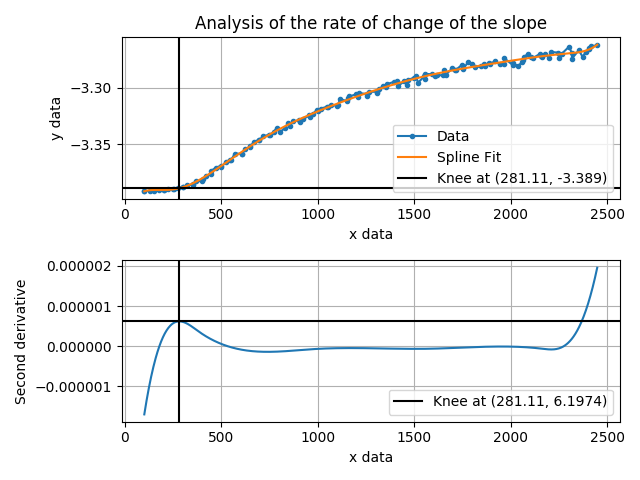 Analysis of the rate of change of the slope
y data
−3.30
−3.35
Data
Spline Fit
Knee at (281.11, -3.389)
0 500 1000 1500 2000 2500
x data
Second derivative
0.000002
0.000001
0.000000
−0.000001
Knee at (281.11, 6.1974)
0 500 1000 1500 2000 2500
x data